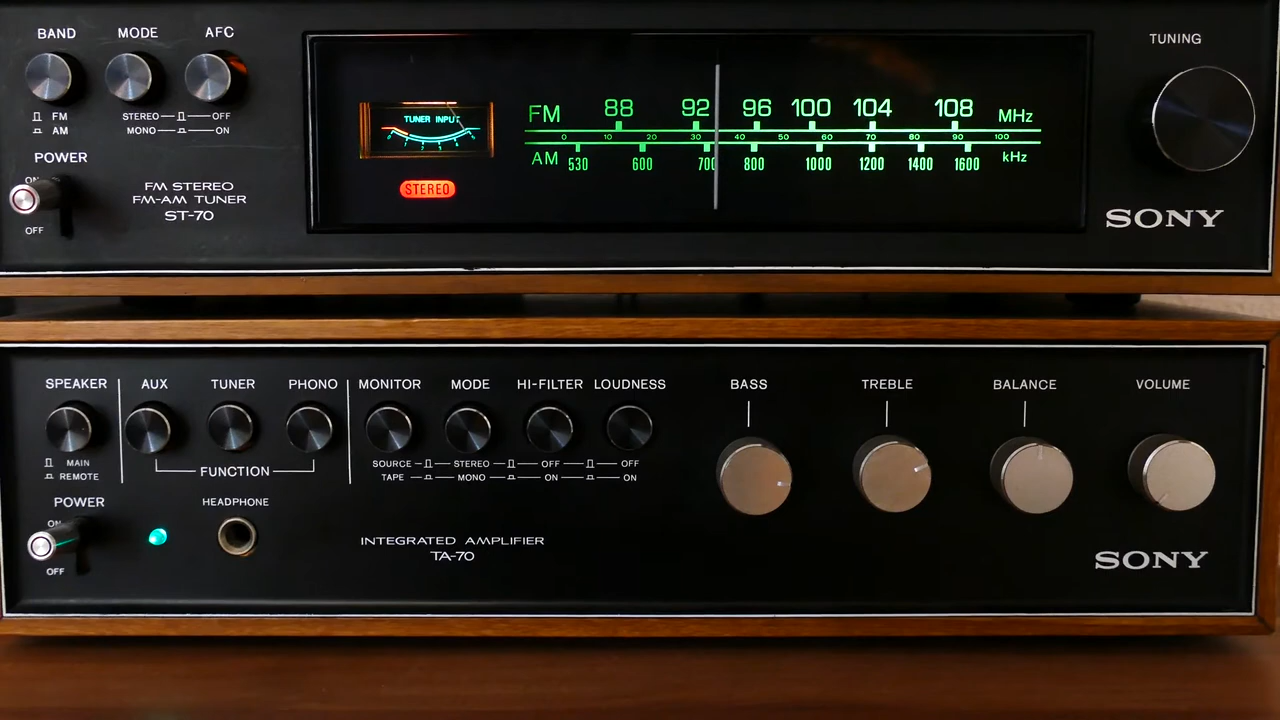 BAND MODE AFC
TUNING
FM
AM
STEREO OFF
MONO ON
POWER
ON
OFF
FM STEREO
FM-AM TUNER
ST-70
TUNER INPUT
STEREO
FM 88 92 96 100 104 108 MHz
0 10 20 30 40 50 60 70 80 90 100
AM 530 600 700 800 1000 1200 1400 1600 kHz
SONY
SPEAKER AUX TUNER PHONO MONITOR MODE HI-FILTER LOUDNESS BASS TREBLE BALANCE VOLUME
MAIN
REMOTE
FUNCTION
SOURCE STEREO OFF OFF
TAPE MONO ON ON
POWER
ON
OFF
HEADPHONE
INTEGRATED AMPLIFIER
TA-70
SONY